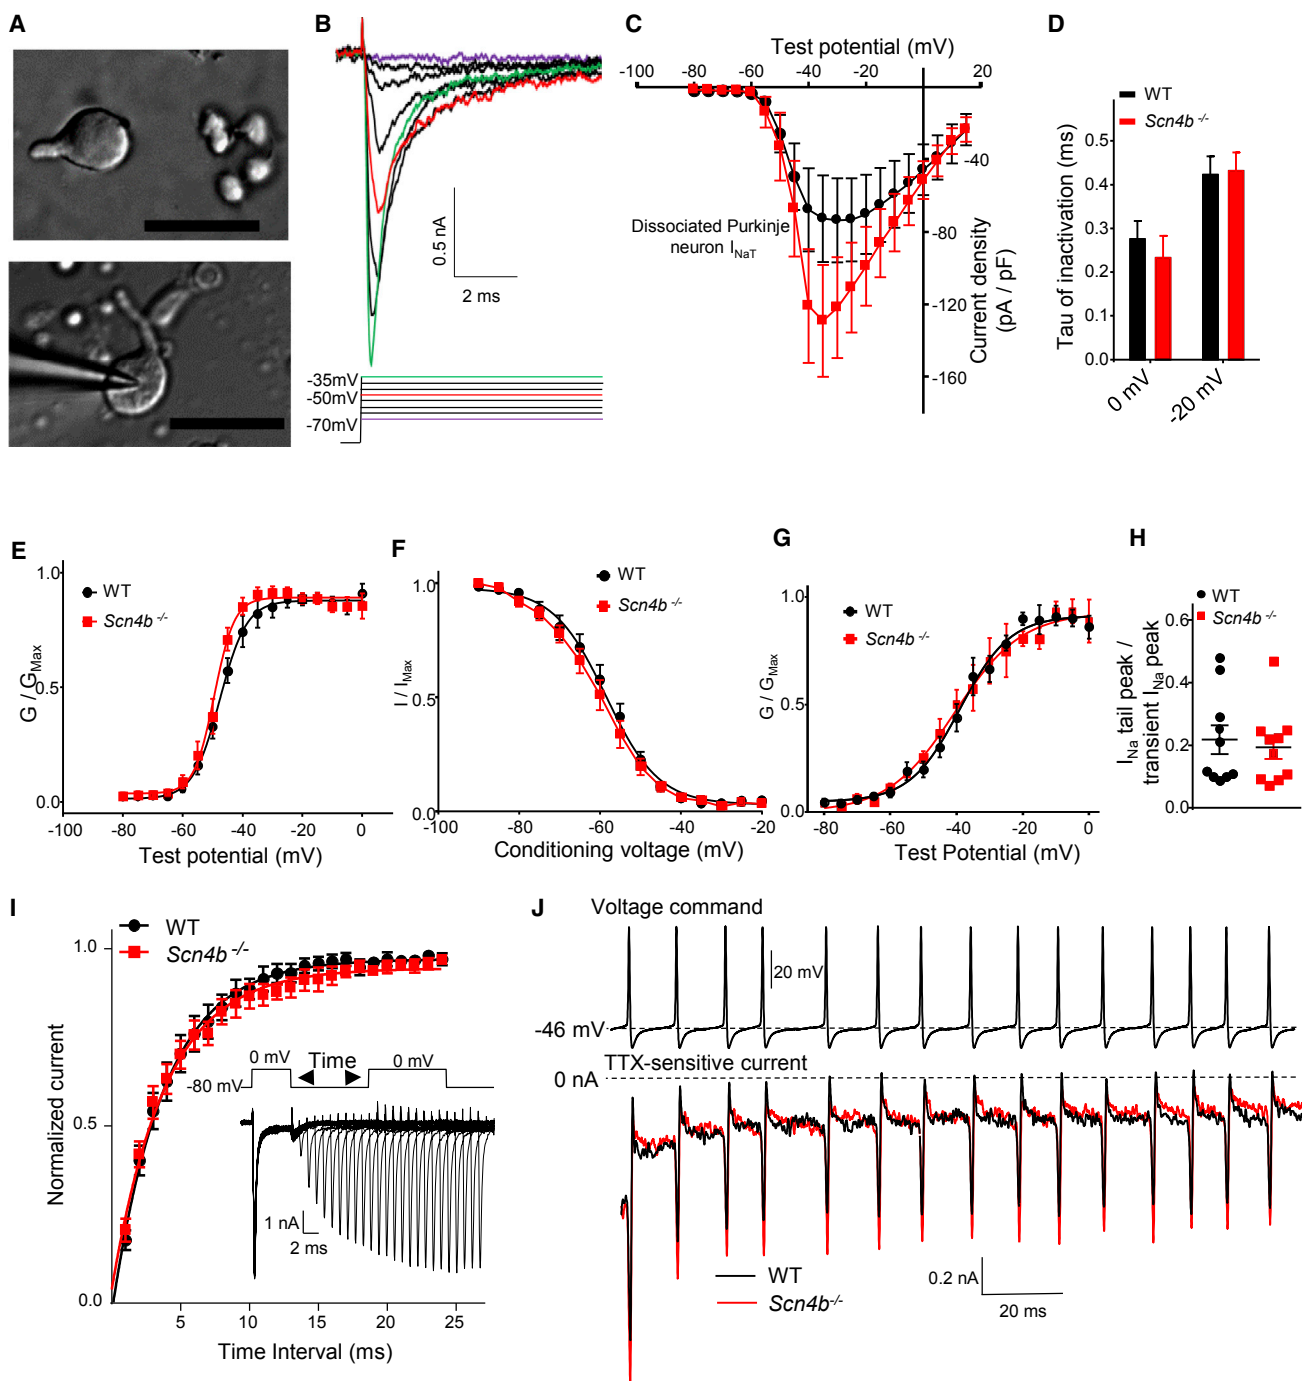 A
B
0.5 nA
2 ms
-35mV
-50mV
-70mV
C
Test potential (mV)
-100 -80 -60 -40 -20 20
-40
-80
-120
-160
Dissociated Purkinje
neuron INaT
Current density
(pA / pF)
D
WT
Scn4b -/-
Tau of inactivation (ms)
0.5
0.4
0.3
0.2
0.1
0.0
0 mV
-20 mV
E
WT
Scn4b -/-
G / GMax
1.0
0.5
0.0
-100 -80 -60 -40 -20 0
Test potential (mV)
F
WT
Scn4b -/-
I / IMax
1.0
0.5
0.0
-100 -80 -60 -40 -20
Conditioning voltage (mV)
G
WT
Scn4b -/-
G / GMax
1.0
0.5
0.0
-80 -60 -40 -20 0
Test Potential (mV)
H
WT
Scn4b -/-
INa tail peak /
transient INa peak
0.6
0.4
0.2
0.0
I
WT
Scn4b -/-
Normalized current
1.0
0.5
0.0
5 10 15 20 25
Time Interval (ms)
0 mV Time 0 mV
-80 mV
1 nA
2 ms
J
Voltage command
20 mV
-46 mV
TTX-sensitive current
0 nA
WT
Scn4b-/-
0.2 nA
20 ms